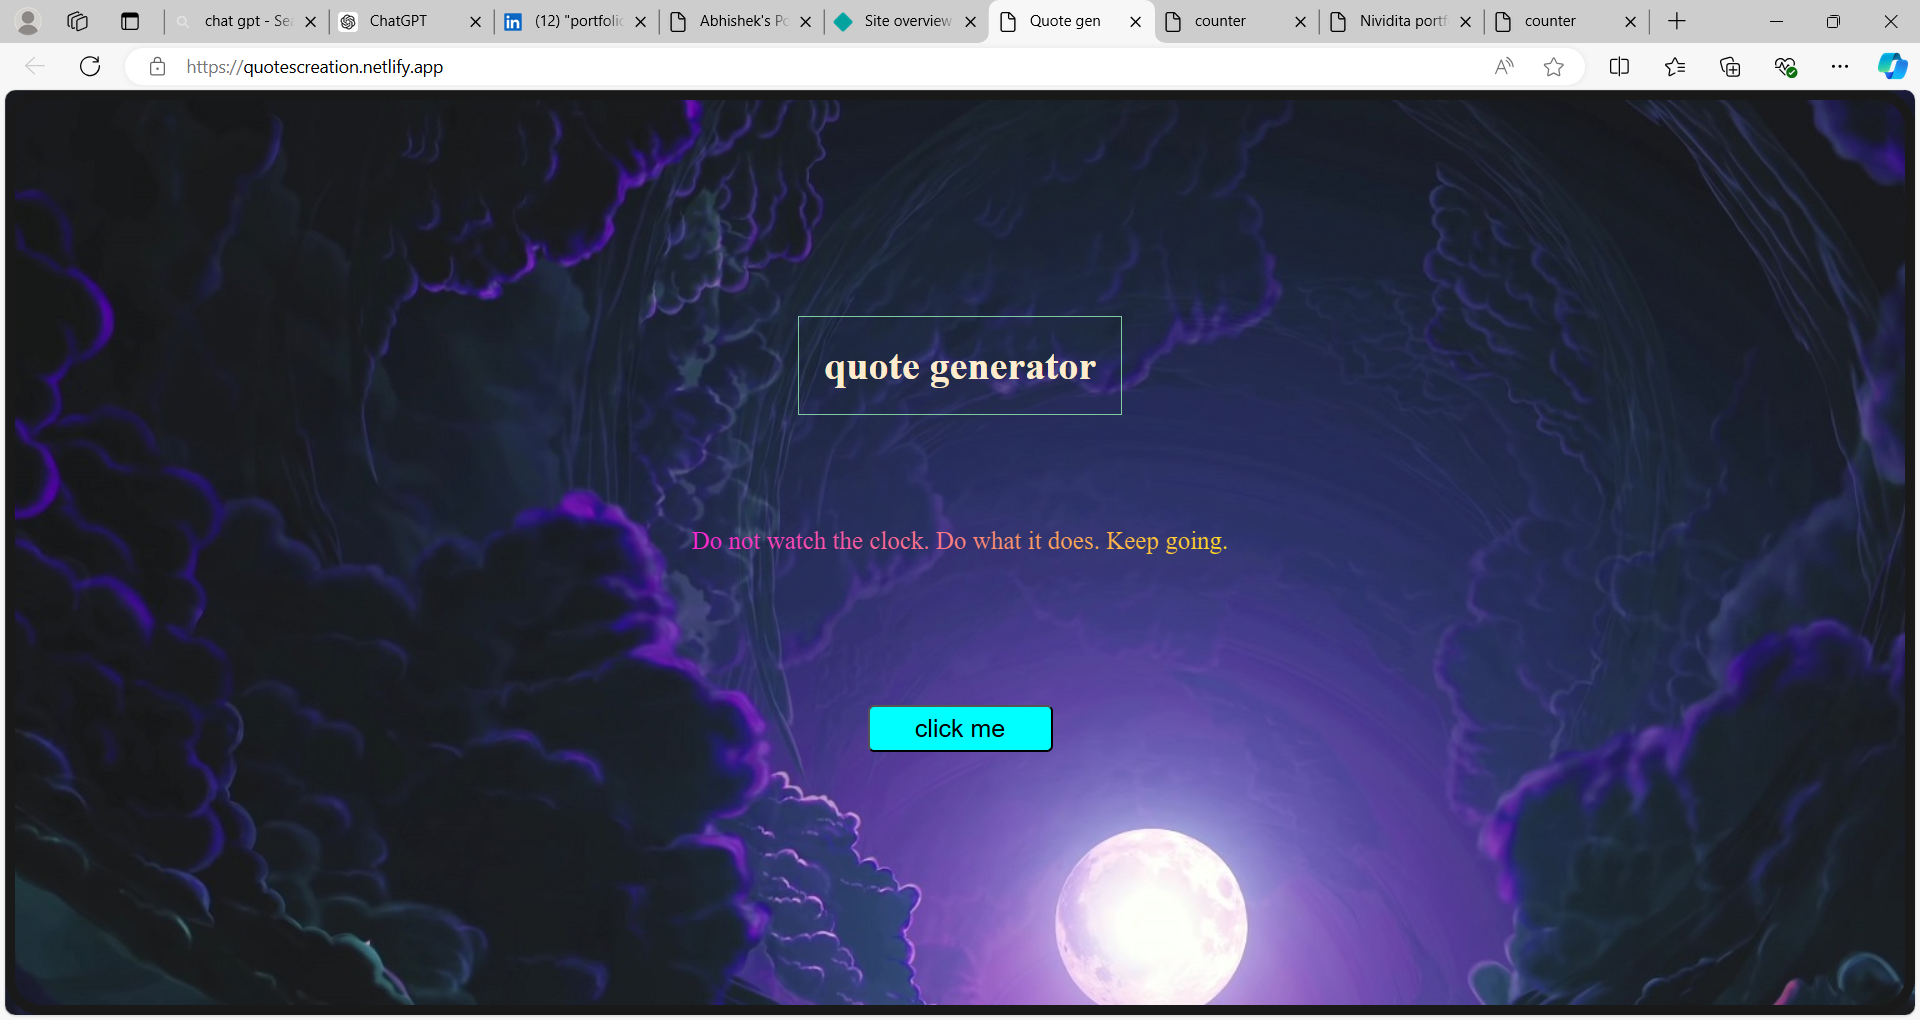 chat gpt - Se
ChatGPT
(12) "portfolio
Abhishek's Po
Site overview
Quote gen
counter
Nividita portf
counter
https://quotescreation.netlify.app
quote generator
Do not watch the clock. Do what it does. Keep going.
click me